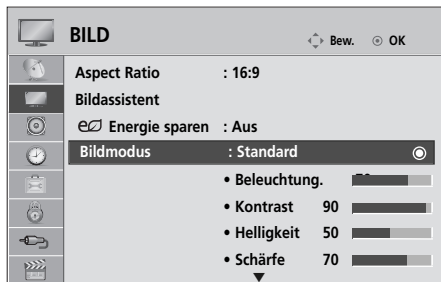 BILD
Bew. OK
Aspect Ratio : 16:9
Bildassistent
Energie sparen : Aus
Bildmodus : Standard
• Beleuchtung. 70
• Kontrast 90
• Helligkeit 50
• Schärfe 70